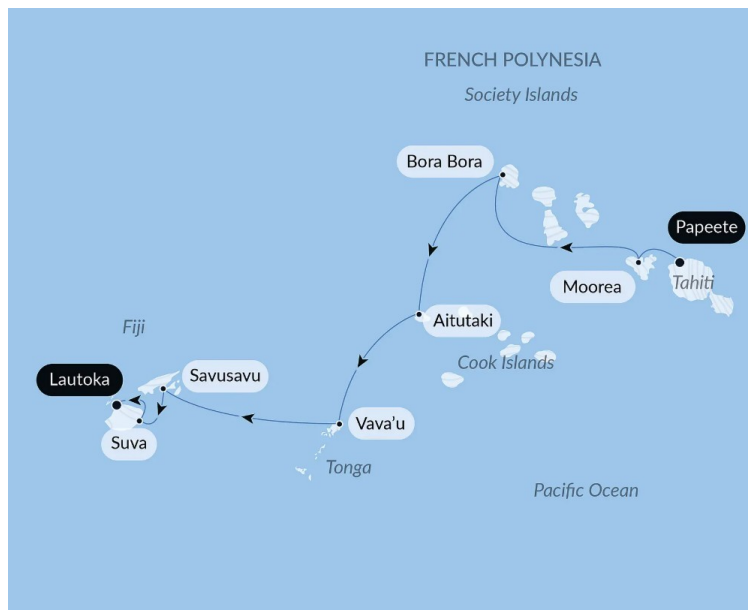 FRENCH POLYNESIA
Society Islands
Bora Bora
Papeete
Moorea
Tahiti
Aitutaki
Fiji
Cook Islands
Lautoka
Savusavu
Vava'u
Suva
Tonga
Pacific Ocean